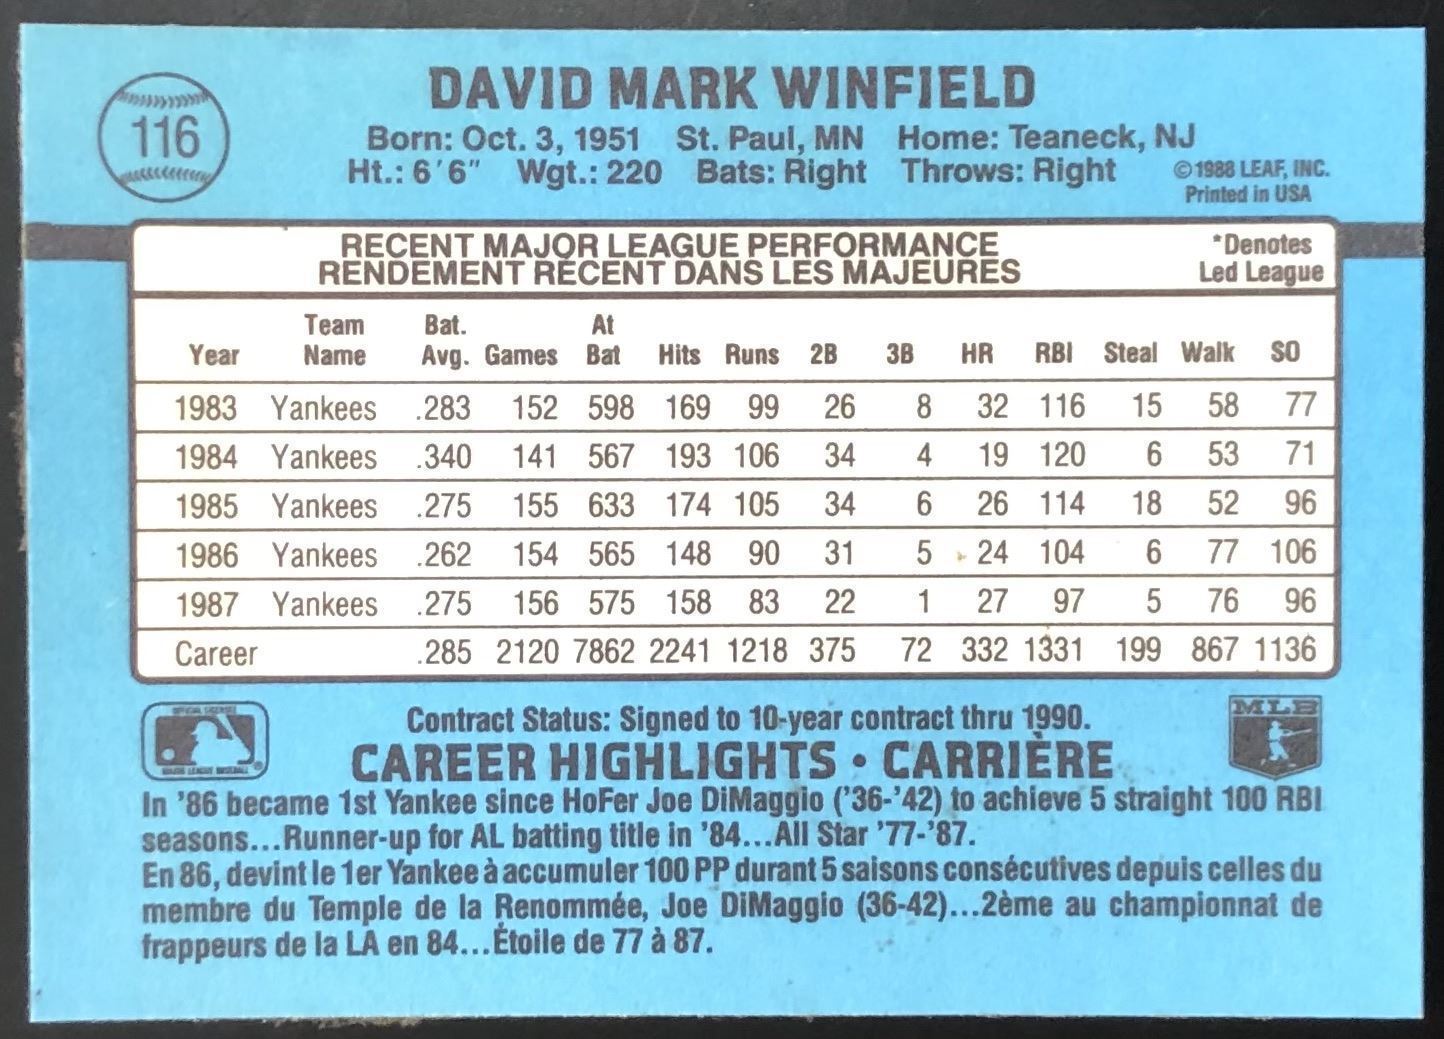 DAVID MARK WINFIELD
116
Born: Oct. 3, 1951 St. Paul, MN Home: Teaneck, NJ
Ht.: 6'6" Wgt.: 220 Bats: Right Throws: Right
©1988 LEAF, INC.
Printed in USA
RECENT MAJOR LEAGUE PERFORMANCE
RENDEMENT RÉCENT DANS LES MAJEURES
*Denotes
Led League
Year Team Name Bat. Avg. Games At Bat Hits Runs 2B 3B HR RBI Steal Walk SO
1983 Yankees .283 152 598 169 99 26 8 32 116 15 58 77
1984 Yankees .340 141 567 193 106 34 4 19 120 6 53 71
1985 Yankees .275 155 633 174 105 34 6 26 114 18 52 96
1986 Yankees .262 154 565 148 90 31 5 24 104 6 77 106
1987 Yankees .275 156 575 158 83 22 1 27 97 5 76 96
Career .285 2120 7862 2241 1218 375 72 332 1331 199 867 1136
OFFICIAL LICENSEE
MAJOR LEAGUE BASEBALL
®
MLB
Contract Status: Signed to 10-year contract thru 1990.
CAREER HIGHLIGHTS • CARRIÈRE
In '86 became 1st Yankee since HoFer Joe DiMaggio ('36-'42) to achieve 5 straight 100 RBI
seasons...Runner-up for AL batting title in '84...All Star '77-'87.
En 86, devint le 1er Yankee à accumuler 100 PP durant 5 saisons consécutives depuis celles du
membre du Temple de la Renommée, Joe DiMaggio (36-42)...2ème au championnat de
frappeurs de la LA en 84...Étoile de 77 à 87.